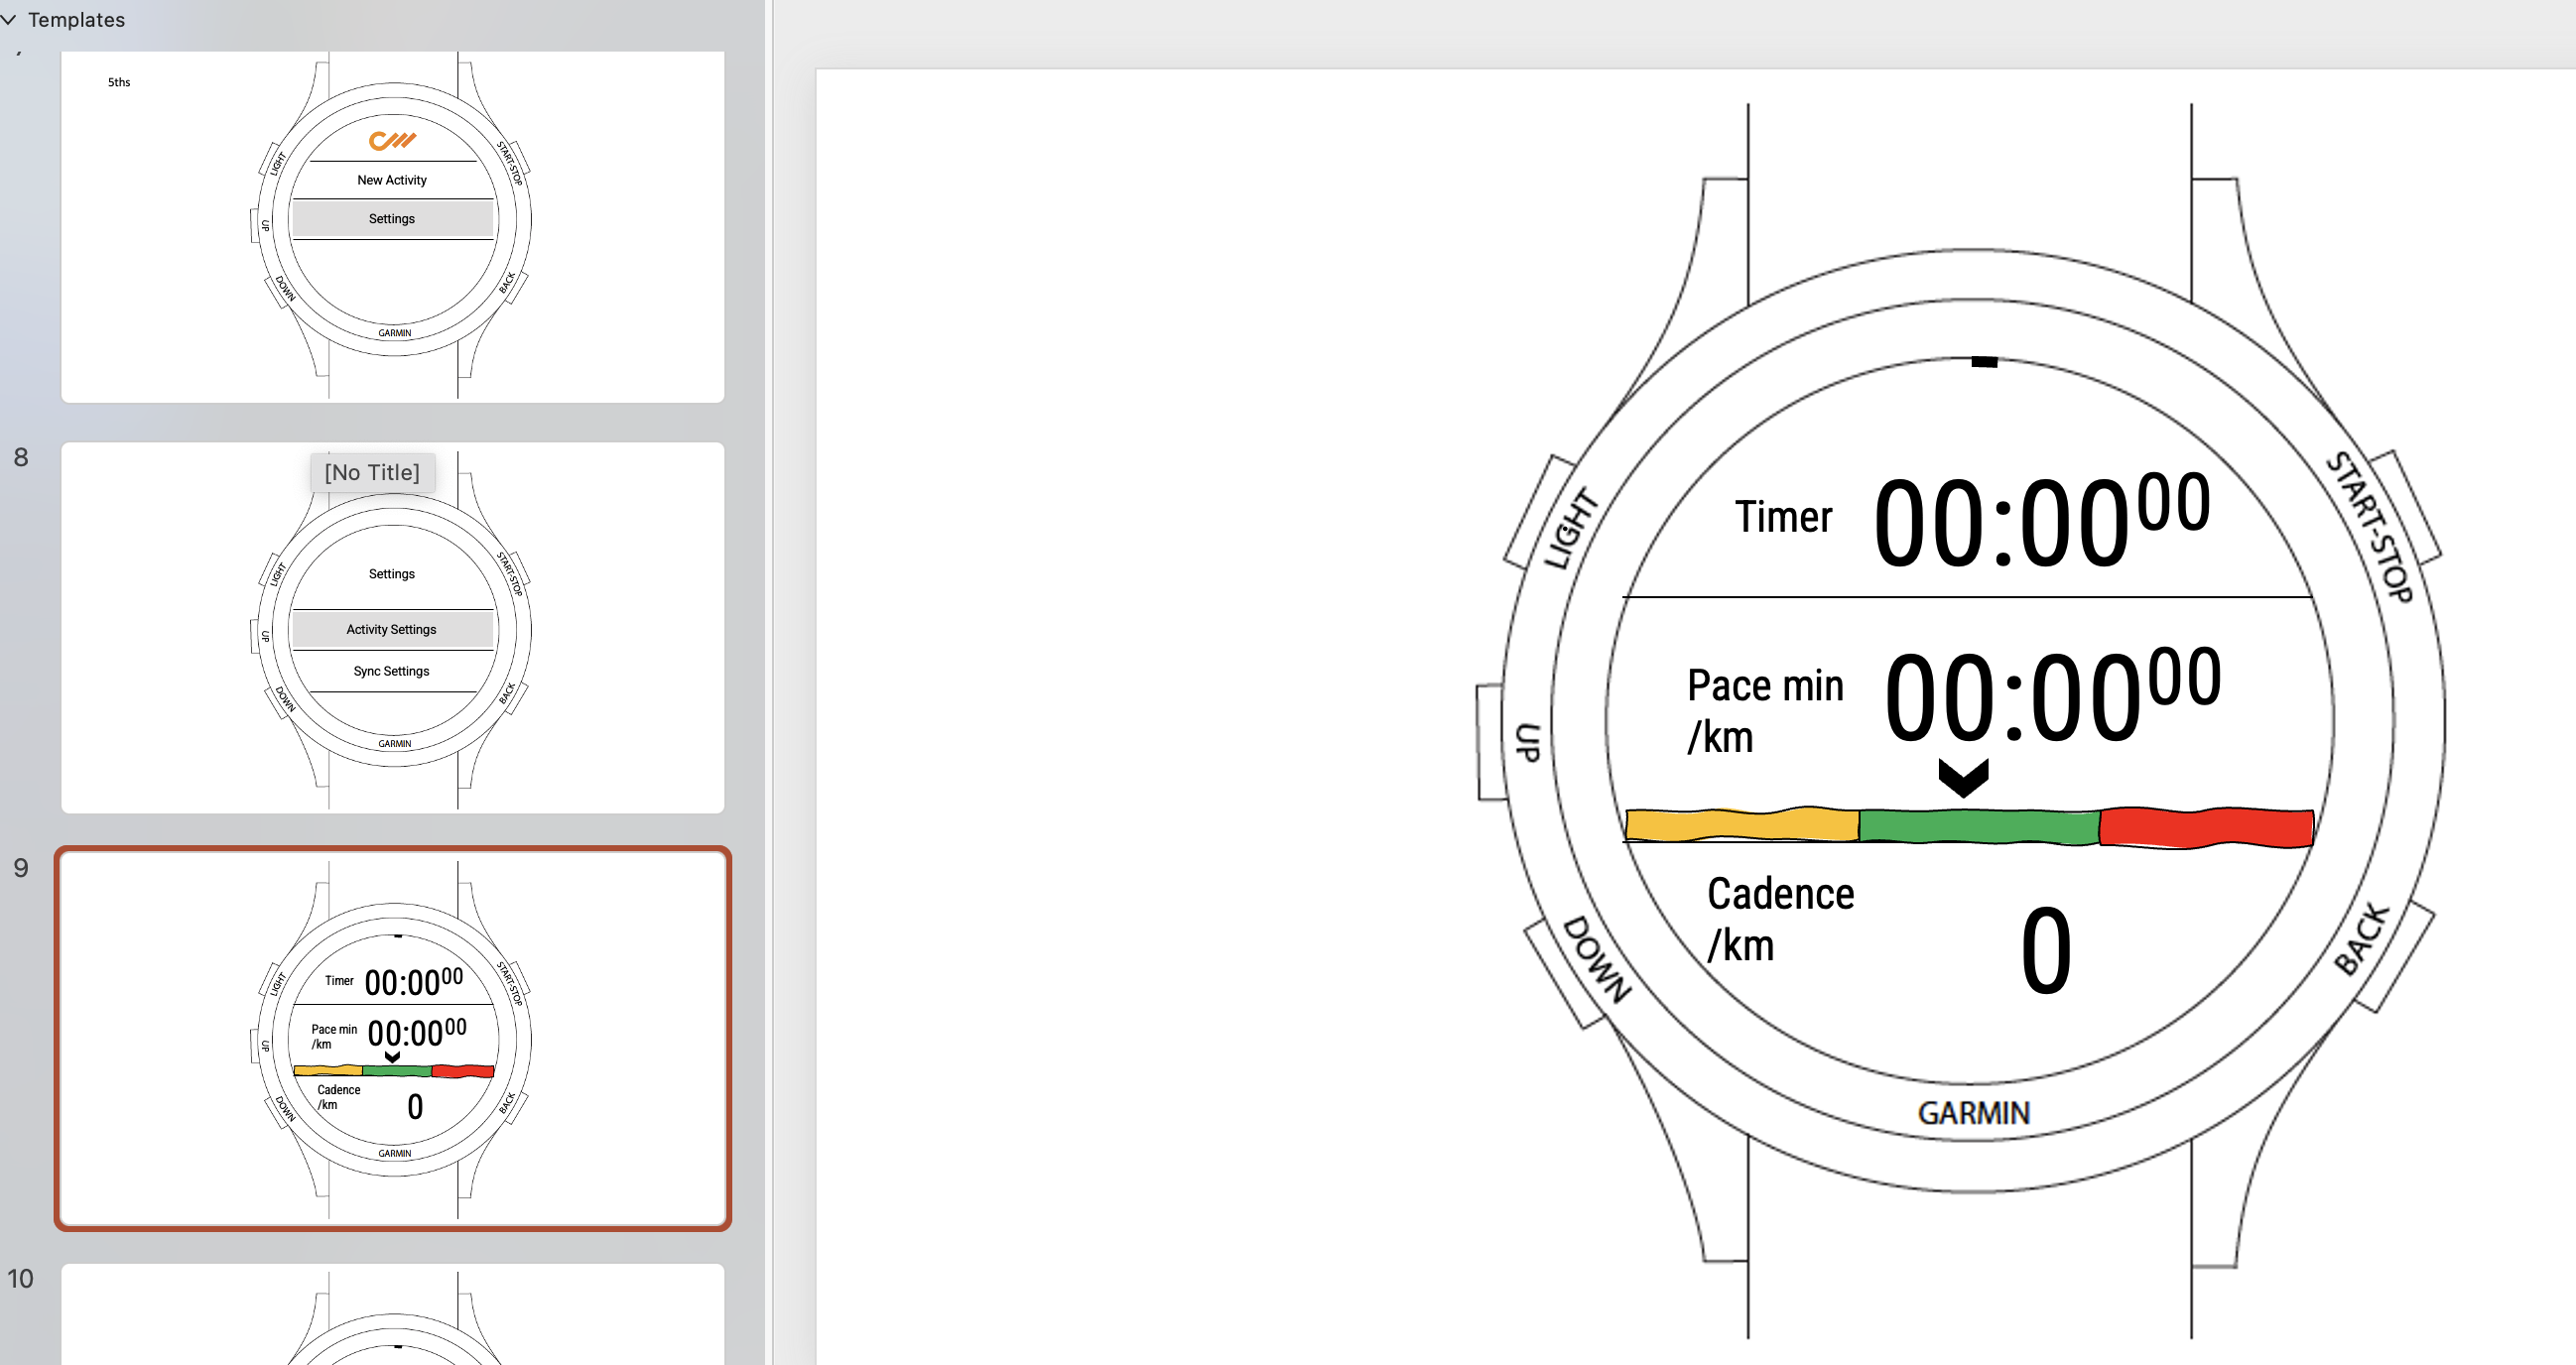 Templates
5ths
New Activity
Settings
LIGHT
UP
DOWN
START-STOP
BACK
GARMIN
8
[No Title]
Settings
Activity Settings
Sync Settings
LIGHT
UP
DOWN
START-STOP
BACK
GARMIN
9
Timer 00:00 00
Pace min
/km
00:00 00
Cadence
/km
0
LIGHT
UP
DOWN
START-STOP
BACK
GARMIN
10
Timer 00:00 00
Pace min
/km
00:00 00
Cadence
/km
0
LIGHT
UP
DOWN
START-STOP
BACK
GARMIN